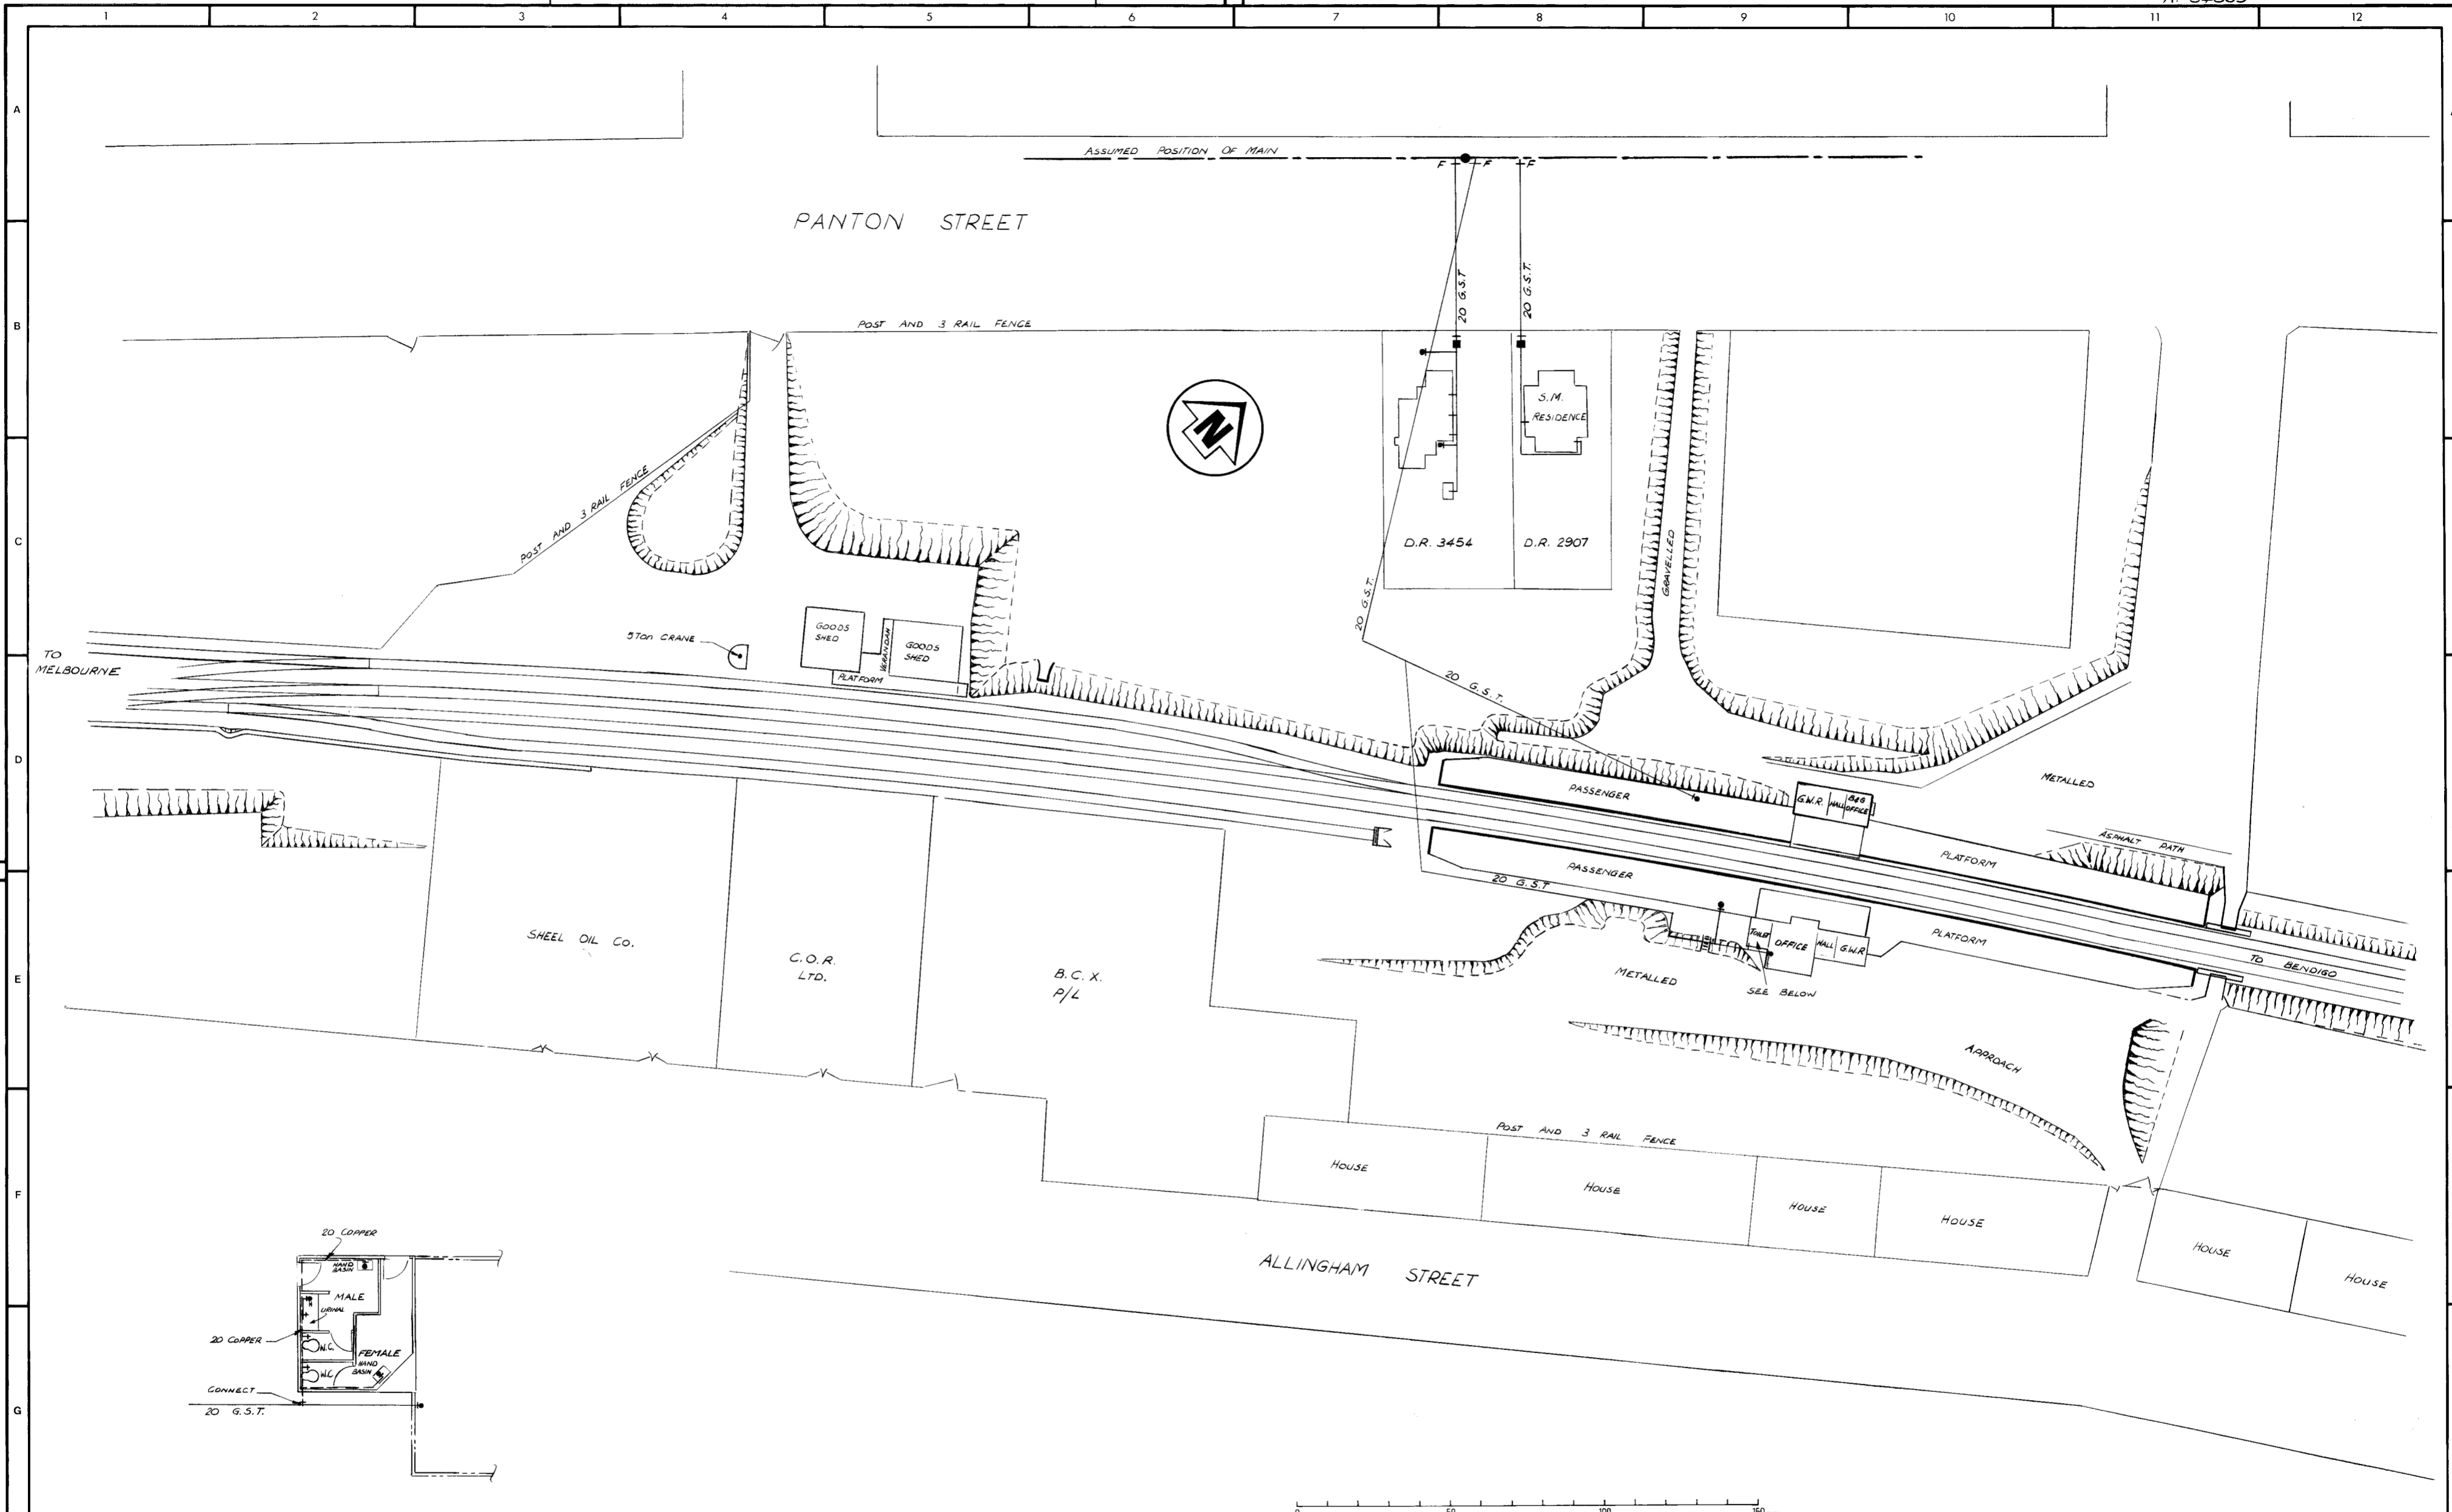 1 2 3 4 5 6 7 8 9 10 11 12
A
ASSUMED POSITION OF MAIN
F F F
PANTON STREET
20 G.S.T
20 G.S.T.
B
POST AND 3 RAIL FENCE
N
S.M.
RESIDENCE
POST AND 3 RAIL FENCE
C
D.R. 3454
D.R. 2907
GRAVELLED
20 G.S.T.
5 Ton CRANE
GOODS
SHED
VERANDAH
GOODS
SHED
PLATFORM
TO
MELBOURNE
20 G.S.T.
D
METALLED
PASSENGER
G.W.R.
HALL
B&G
OFFICE
ASPHALT PATH
PLATFORM
PASSENGER
20 G.S.T
TOILET
OFFICE
HALL
G.W.R
PLATFORM
SHEEL OIL Co.
C.O.R.
LTD.
B.C.X.
P/L
E
METALLED
SEE BELOW
TO BENDIGO
APPROACH
POST AND 3 RAIL FENCE
F
HOUSE
HOUSE
HOUSE
HOUSE
HOUSE
HOUSE
ALLINGHAM STREET
20 COPPER
HAND
BASIN
MALE
URINAL
20 COPPER
W.C.
FEMALE
HAND
BASIN
W.C
CONNECT
20 G.S.T.
G
0 50 100 150